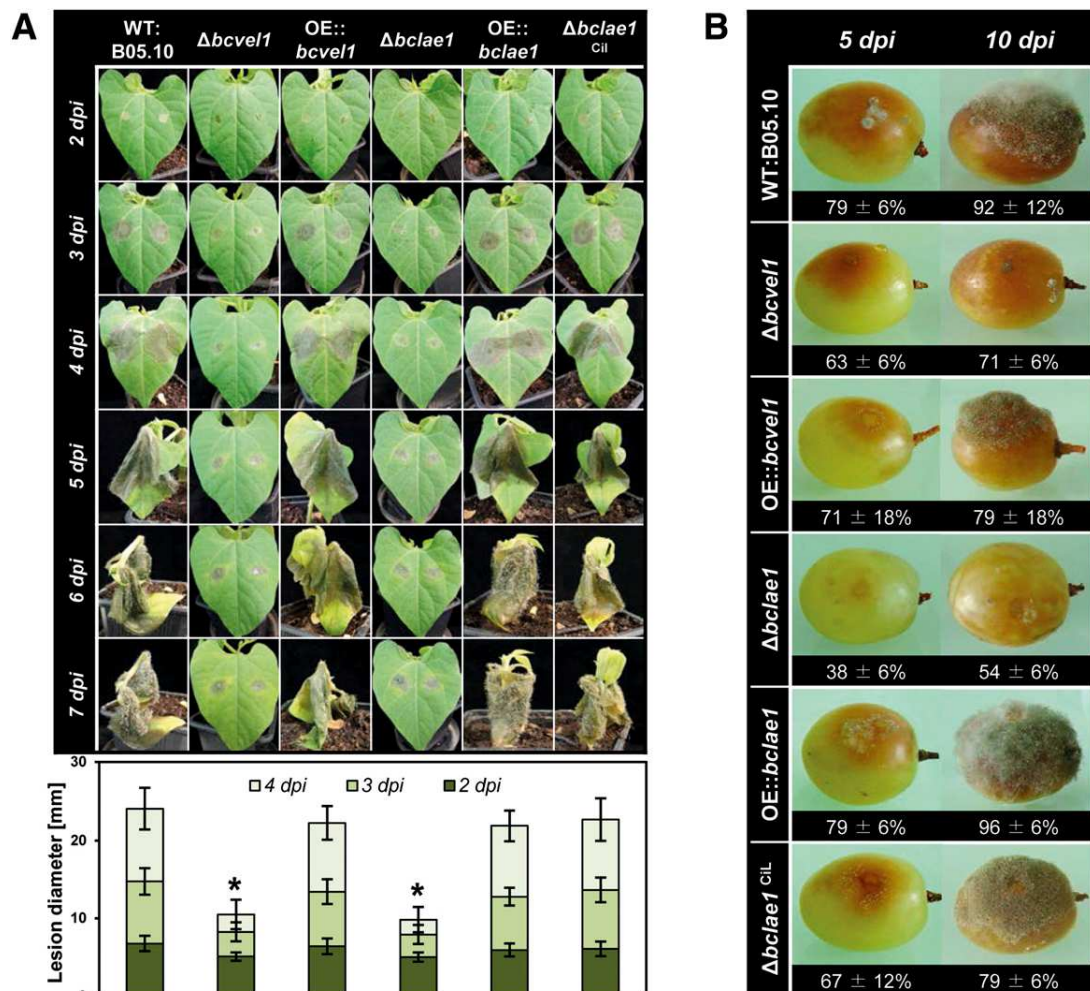 A
WT: B05.10
Δbcvel1
OE:: bcvel1
Δbclae1
OE:: bclae1
Δbclae1 Cil
2 dpi
3 dpi
4 dpi
5 dpi
6 dpi
7 dpi
30
20
10
Lesion diameter [mm]
4 dpi
3 dpi
2 dpi
*
*
B
5 dpi
10 dpi
WT:B05.10
79 ± 6%
92 ± 12%
Δbcvel1
63 ± 6%
71 ± 6%
OE::bcvel1
71 ± 18%
79 ± 18%
Δbclae1
38 ± 6%
54 ± 6%
OE::bclae1
79 ± 6%
96 ± 6%
Δbclae1 CiL
67 ± 12%
79 ± 6%